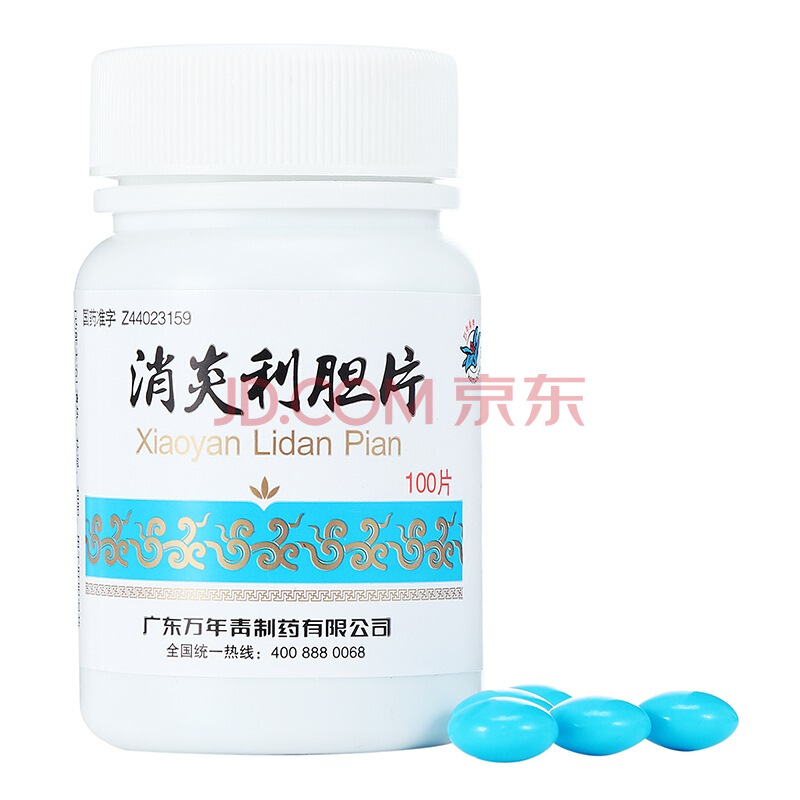 国药准字 Z44023159
消炎利胆片
JD.COM 京东
Xiaoyan Lidan Pian
100片
广东万年青制药有限公司
全国统一热线：400 888 0068